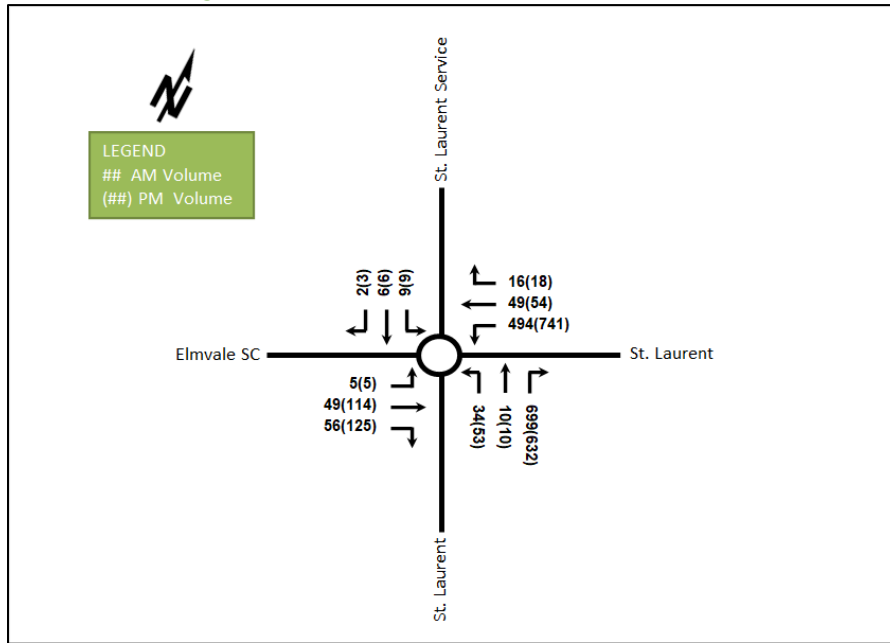 St. Laurent Service
N
LEGEND
## AM Volume
(##) PM Volume
2(3)
6(6)
9(9)
16(18)
49(54)
494(741)
Elmvale SC
St. Laurent
5(5)
49(114)
56(125)
34(53)
10(10)
699(632)
St. Laurent